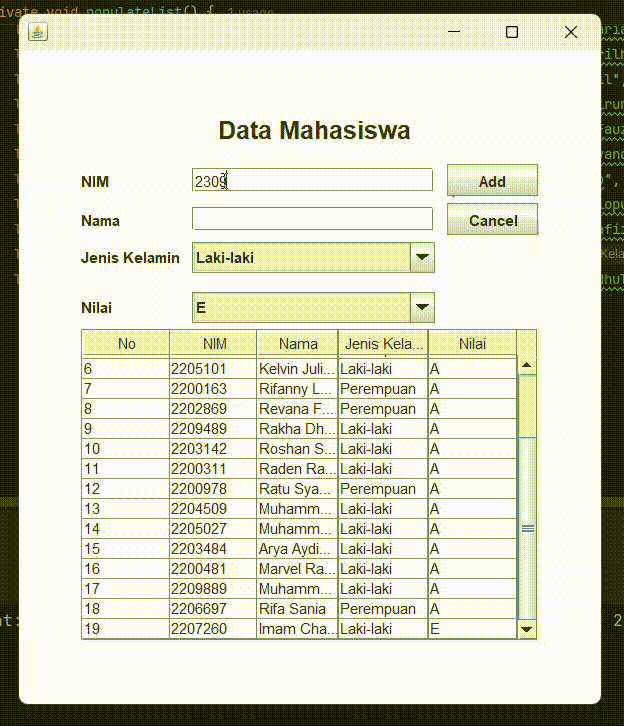 private void populateList() { 1 usage
Data Mahasiswa
NIM 2309 Add
Nama Cancel
Jenis Kelamin Laki-laki
Nilai E
No NIM Nama Jenis Kela... Nilai
6 2205101 Kelvin Juli... Laki-laki A
7 2200163 Rifanny L... Perempuan A
8 2202869 Revana F... Perempuan A
9 2209489 Rakha Dh... Laki-laki A
10 2203142 Roshan S... Laki-laki A
11 2200311 Raden Ra... Laki-laki A
12 2200978 Ratu Sya... Perempuan A
13 2204509 Muhamm... Laki-laki A
14 2205027 Muhamm... Laki-laki A
15 2203484 Arya Aydi... Laki-laki A
16 2200481 Marvel Ra... Laki-laki A
17 2209889 Muhamm... Laki-laki A
18 2206697 Rifa Sania Perempuan A
19 2207260 Imam Cha... Laki-laki E